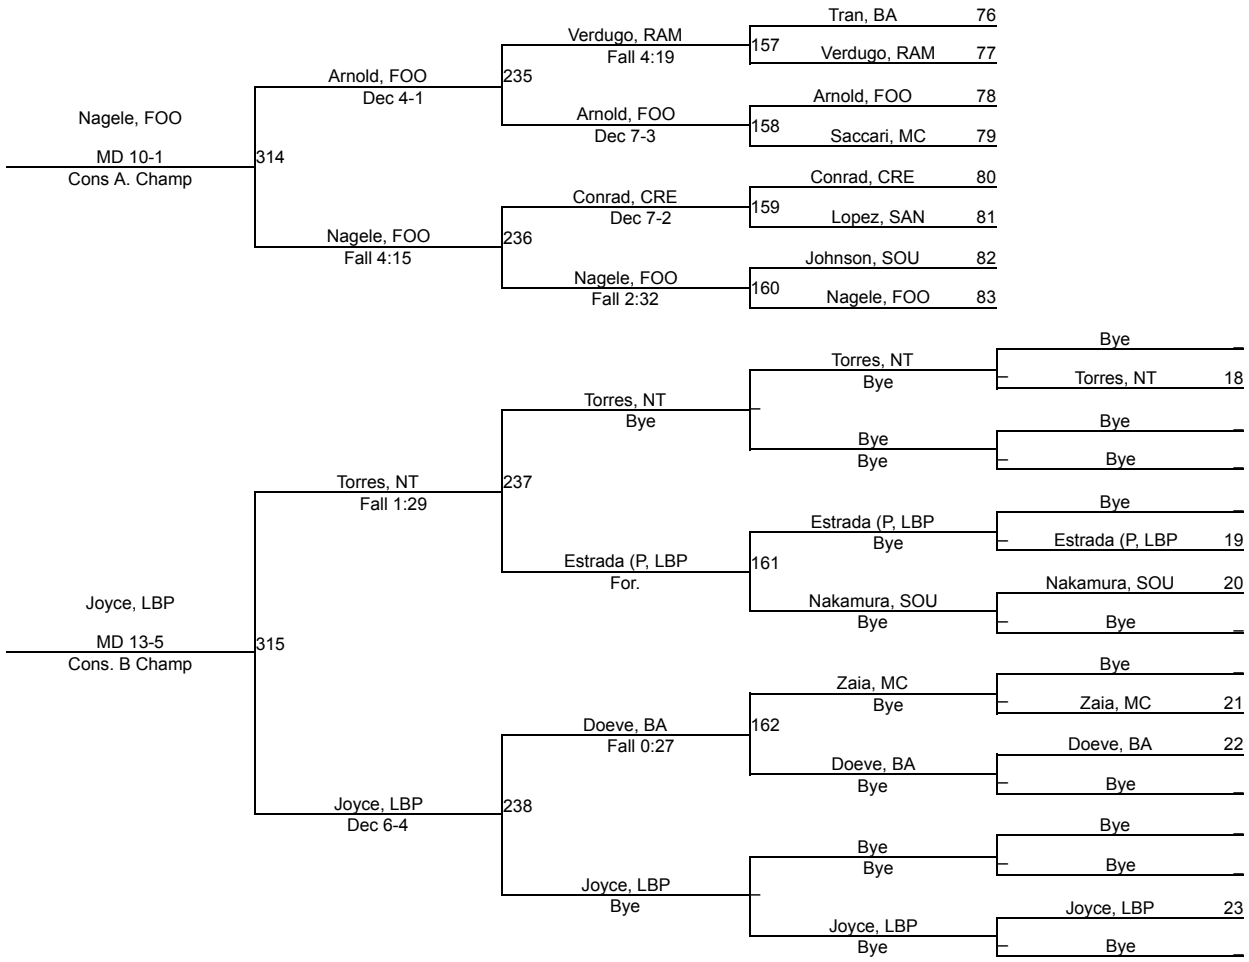 Tran, BA 76
Verdugo, RAM
157
Fall 4:19
Verdugo, RAM 77
Arnold, FOO
235
Dec 4-1
Arnold, FOO 78
Nagele, FOO
Arnold, FOO
158
Dec 7-3
Saccari, MC 79
MD 10-1
314
Cons A. Champ
Conrad, CRE 80
Conrad, CRE
159
Dec 7-2
Lopez, SAN 81
Nagele, FOO
236
Fall 4:15
Johnson, SOU 82
Nagele, FOO
160
Fall 2:32
Nagele, FOO 83
Bye _
Torres, NT
Bye
_ Torres, NT 18
Torres, NT
_
Bye
Bye _
Bye
Bye
_ Bye _
Torres, NT
237
Fall 1:29
Bye _
Estrada (P, LBP
Bye
_ Estrada (P, LBP 19
Estrada (P, LBP
161
For.
Nakamura, SOU 20
Joyce, LBP
Nakamura, SOU
Bye
_ Bye _
MD 13-5
315
Cons. B Champ
Bye _
Zaia, MC
Bye
_ Zaia, MC 21
Doeve, BA
162
Fall 0:27
Doeve, BA 22
Doeve, BA
Bye
_ Bye _
Joyce, LBP
238
Dec 6-4
Bye _
Bye
Bye
_ Bye _
Joyce, LBP
_
Bye
Joyce, LBP 23
Joyce, LBP
Bye
_ Bye _